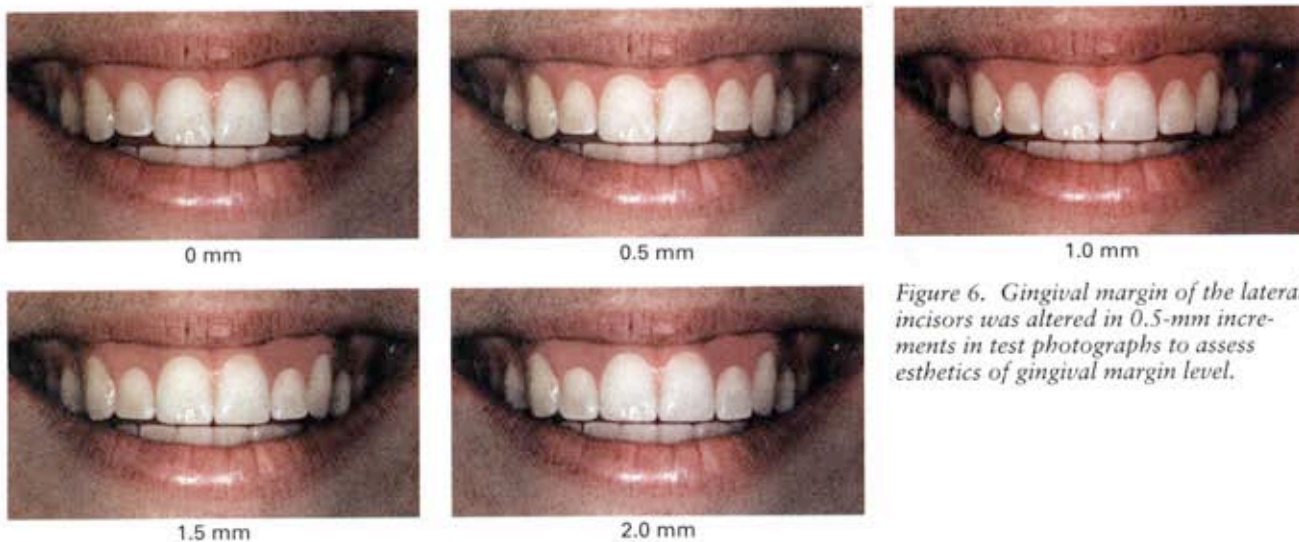 0 mm
0.5 mm
1.0 mm
Figure 6. Gingival margin of the lateral
incisors was altered in 0.5-mm incre-
ments in test photographs to assess
esthetics of gingival margin level.
1.5 mm
2.0 mm